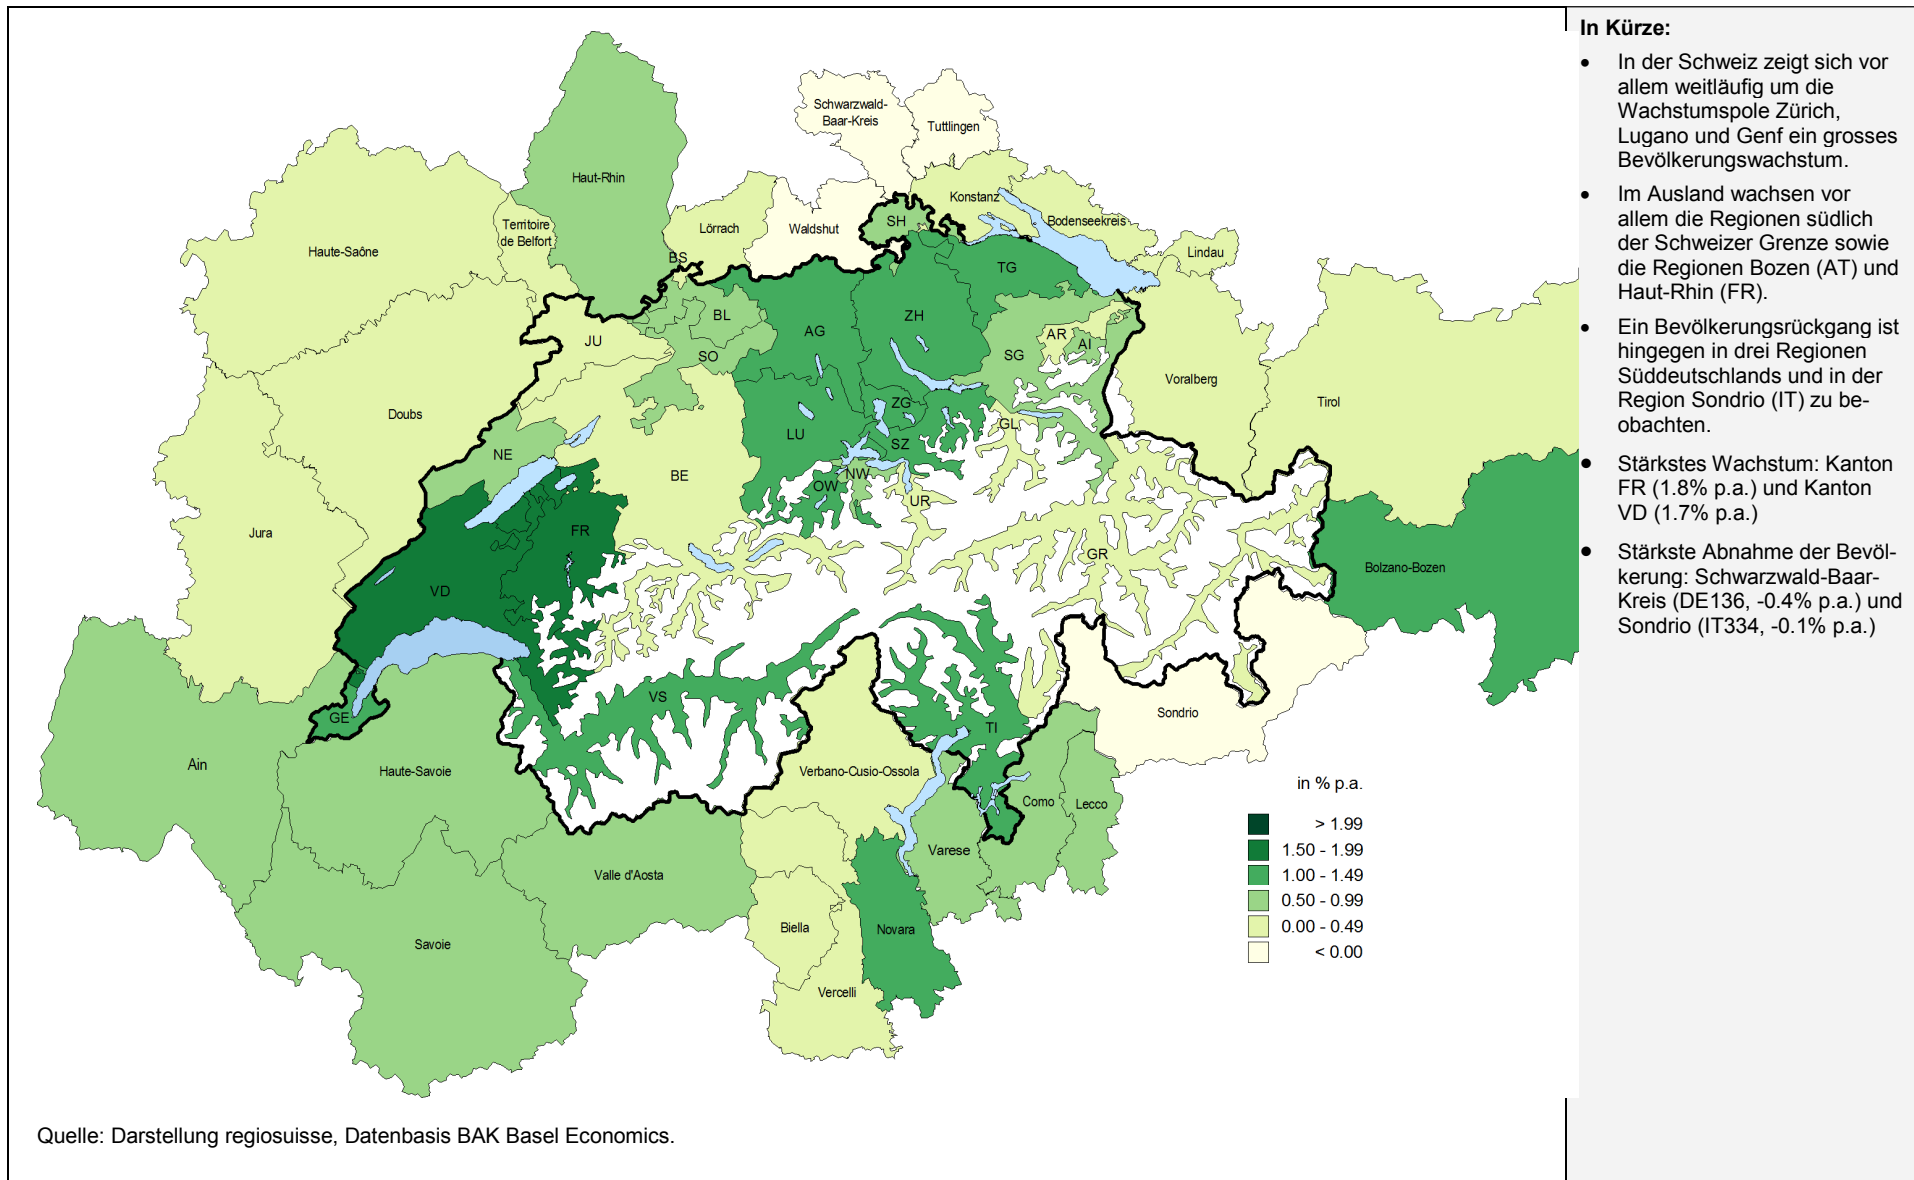 Schwarzwald-
Baar-Kreis
Tuttlingen
Haut-Rhin
Konstanz
Territoire
de Belfort
Lörrach
Waldshut
SH
Bodenseekreis
Haute-Saône
BS
Lindau
TG
BL
AG
ZH
JU
AR
AI
SO
SG
Voralberg
Tirol
Doubs
ZG
GL
LU
SZ
NE
BE
OW
NW
UR
FR
Jura
GR
Bolzano-Bozen
VD
VS
Sondrio
GE
TI
Ain
Haute-Savoie
Verbano-Cusio-Ossola
Como
Lecco
Varese
Valle d'Aosta
Biella
Novara
Savoie
Vercelli
in % p.a.
> 1.99
1.50 - 1.99
1.00 - 1.49
0.50 - 0.99
0.00 - 0.49
< 0.00
Quelle: Darstellung regiosuisse, Datenbasis BAK Basel Economics.
In Kürze:
• In der Schweiz zeigt sich vor
allem weitläufig um die
Wachstumspole Zürich,
Lugano und Genf ein grosses
Bevölkerungswachstum.
• Im Ausland wachsen vor
allem die Regionen südlich
der Schweizer Grenze sowie
die Regionen Bozen (AT) und
Haut-Rhin (FR).
• Ein Bevölkerungsrückgang ist
hingegen in drei Regionen
Süddeutschlands und in der
Region Sondrio (IT) zu be-
obachten.
• Stärkstes Wachstum: Kanton
FR (1.8% p.a.) und Kanton
VD (1.7% p.a.)
• Stärkste Abnahme der Bevöl-
kerung: Schwarzwald-Baar-
Kreis (DE136, -0.4% p.a.) und
Sondrio (IT334, -0.1% p.a.)